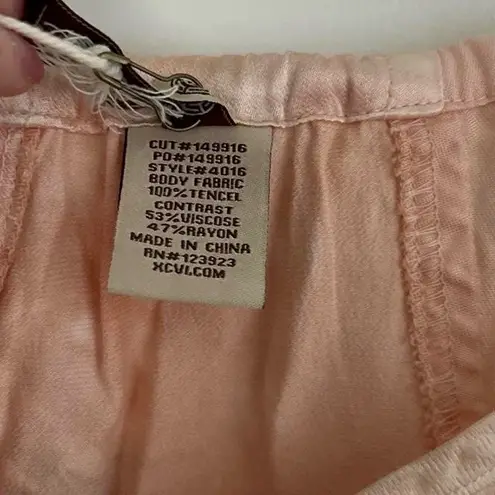 CUT#149916
PO#149916
STYLE#4016
BODY FABRIC
100%TENCEL
CONTRAST
53%VISCOSE
47%RAYON
MADE IN CHINA
RN#123923
XCVI.COM